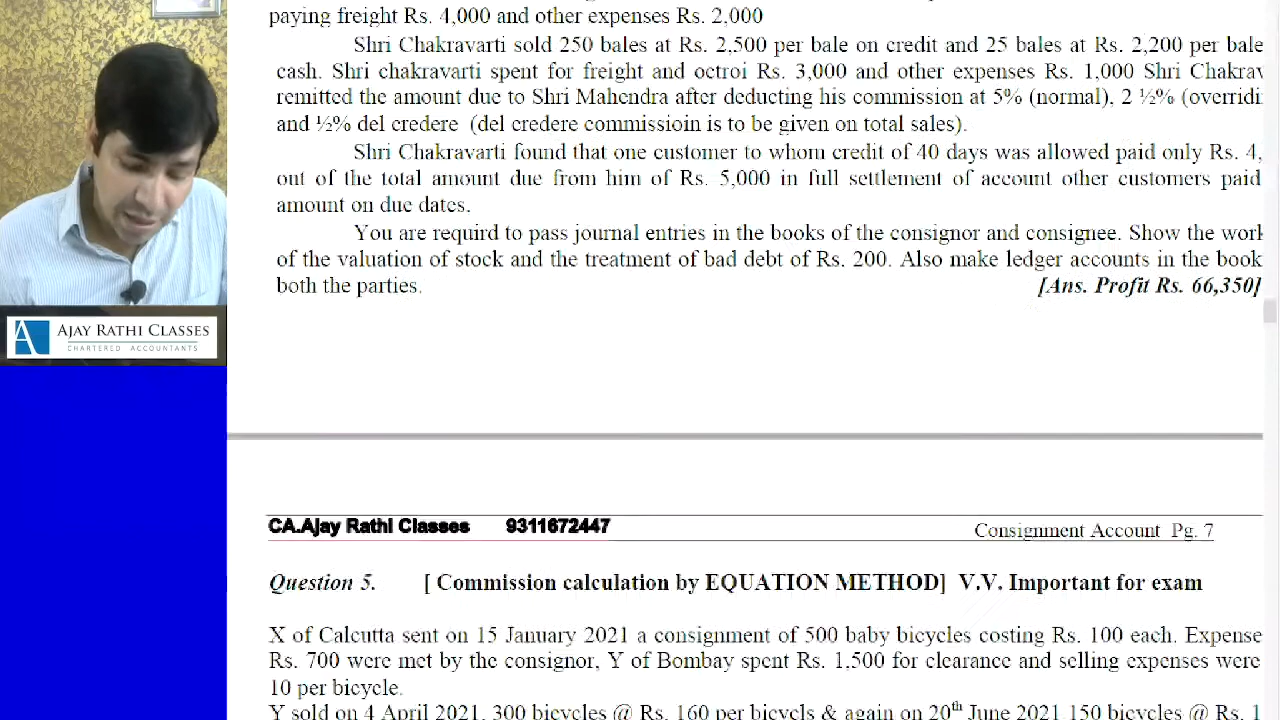 paying freight Rs. 4,000 and other expenses Rs. 2,000
Shri Chakravarti sold 250 bales at Rs. 2,500 per bale on credit and 25 bales at Rs. 2,200 per bale
cash. Shri chakravarti spent for freight and octroi Rs. 3,000 and other expenses Rs. 1,000 Shri
remitted the amount due to Shri Mahendra after deducting his commission at 5% (normal), 2 ½%
and ½% del credere (del credere commissioin is to be given on total sales).
Shri Chakravarti found that one customer to whom credit of 40 days was allowed paid only Rs.
out of the total amount due from him of Rs. 5,000 in full settlement of account other customers paid
amount on due dates.
You are requird to pass journal entries in the books of the consignor and consignee. Show the
of the valuation of stock and the treatment of bad debt of Rs. 200. Also make ledger accounts in the book
both the parties. [Ans. Profit Rs. 66,350]
AJAY RATHI CLASSES
CHARTERED ACCOUNTANTS
CA.Ajay Rathi Classes 9311672447
Consignment Account Pg. 7
Question 5. [ Commission calculation by EQUATION METHOD] V.V. Important for exam
X of Calcutta sent on 15 January 2021 a consignment of 500 baby bicycles costing Rs. 100 each. Expense
Rs. 700 were met by the consignor, Y of Bombay spent Rs. 1,500 for clearance and selling expenses were
10 per bicycle.
Y sold on 4 April 2021, 300 bicycles @ Rs. 160 per bicycls & again on 20th June 2021 150 bicycles @ Rs. 1